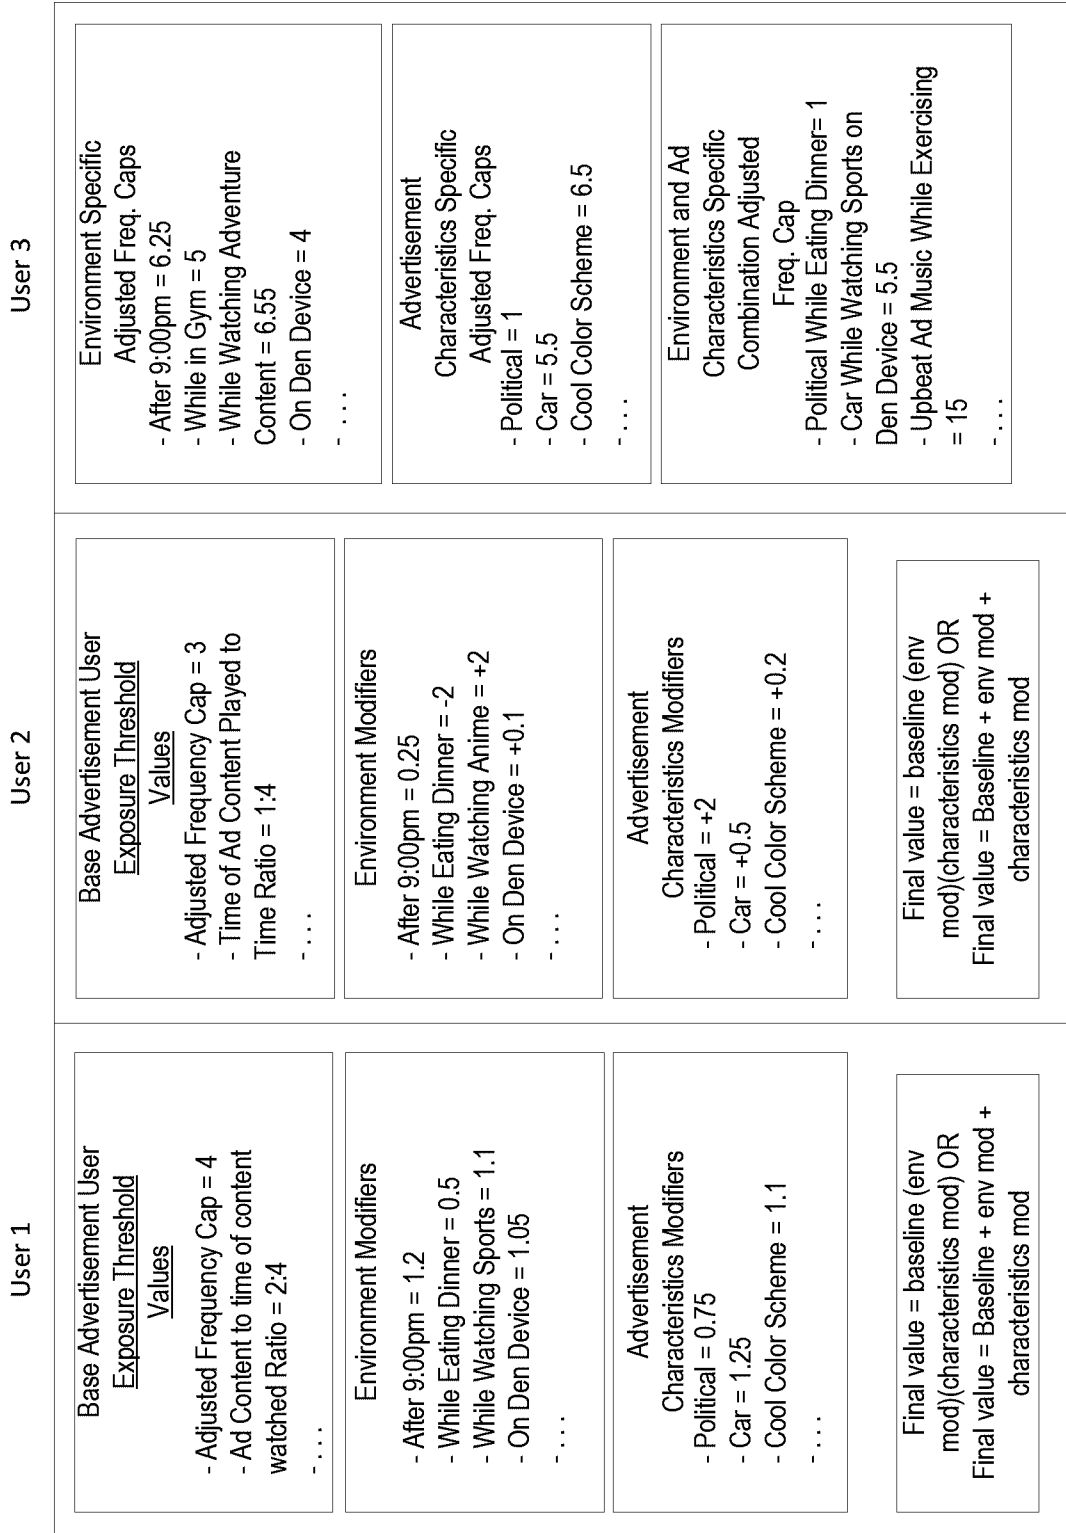 User 1
Base Advertisement User
Exposure Threshold
Values
- Adjusted Frequency Cap = 4
- Ad Content to time of content
watched Ratio = 2:4
- . . .
Environment Modifiers
- After 9:00pm = 1.2
- While Eating Dinner = 0.5
- While Watching Sports = 1.1
- On Den Device = 1.05
- . . .
Advertisement
Characteristics Modifiers
- Political = 0.75
- Car = 1.25
- Cool Color Scheme = 1.1
- . . .
Final value = baseline (env
mod)(characteristics mod) OR
Final value = Baseline + env mod +
characteristics mod
User 2
Base Advertisement User
Exposure Threshold
Values
- Adjusted Frequency Cap = 3
- Time of Ad Content Played to
Time Ratio = 1:4
- . . .
Environment Modifiers
- After 9:00pm = 0.25
- While Eating Dinner = -2
- While Watching Anime = +2
- On Den Device = +0.1
- . . .
Advertisement
Characteristics Modifiers
- Political = +2
- Car = +0.5
- Cool Color Scheme = +0.2
- . . .
Final value = baseline (env
mod)(characteristics mod) OR
Final value = Baseline + env mod +
characteristics mod
User 3
Environment Specific
Adjusted Freq. Caps
- After 9:00pm = 6.25
- While in Gym = 5
- While Watching Adventure
Content = 6.55
- On Den Device = 4
- . . .
Advertisement
Characteristics Specific
Adjusted Freq. Caps
- Political = 1
- Car = 5.5
- Cool Color Scheme = 6.5
- . . .
Environment and Ad
Characteristics Specific
Combination Adjusted
Freq. Cap
- Political While Eating Dinner= 1
- Car While Watching Sports on
Den Device = 5.5
- Upbeat Ad Music While Exercising
= 15
- . . .